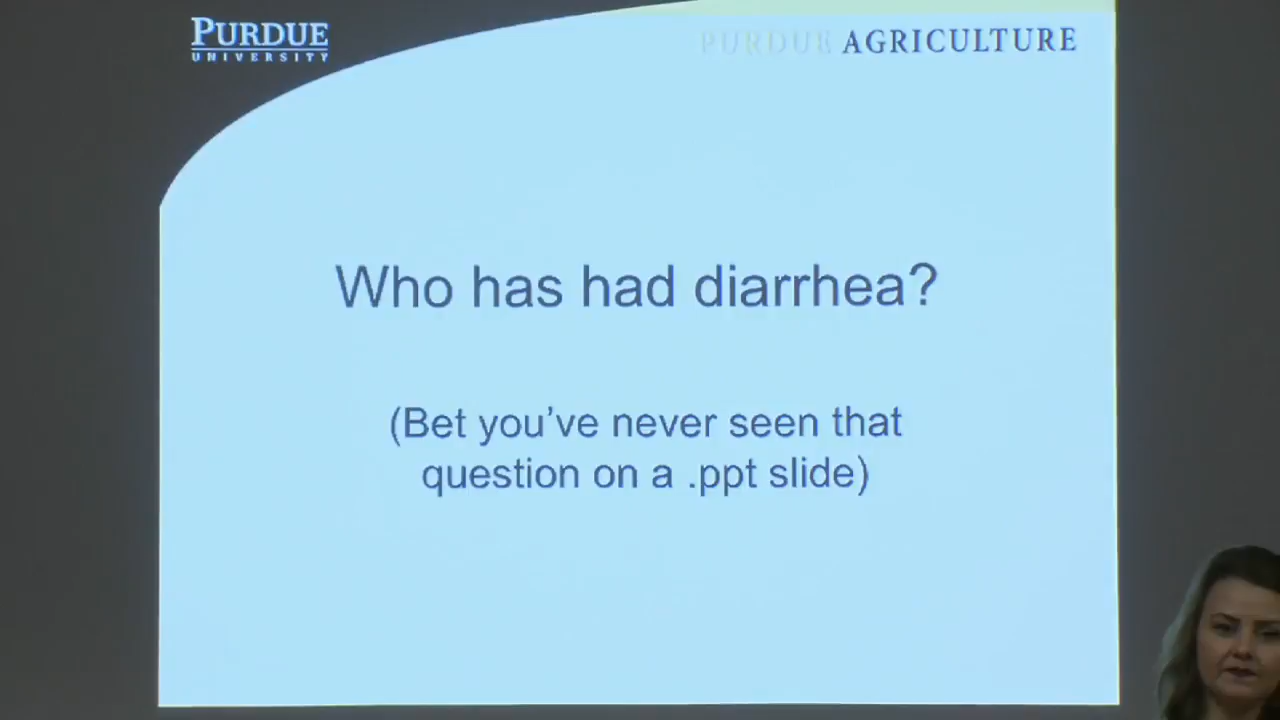 PURDUE
UNIVERSITY
PURDUE AGRICULTURE
Who has had diarrhea?
(Bet you've never seen that
question on a .ppt slide)